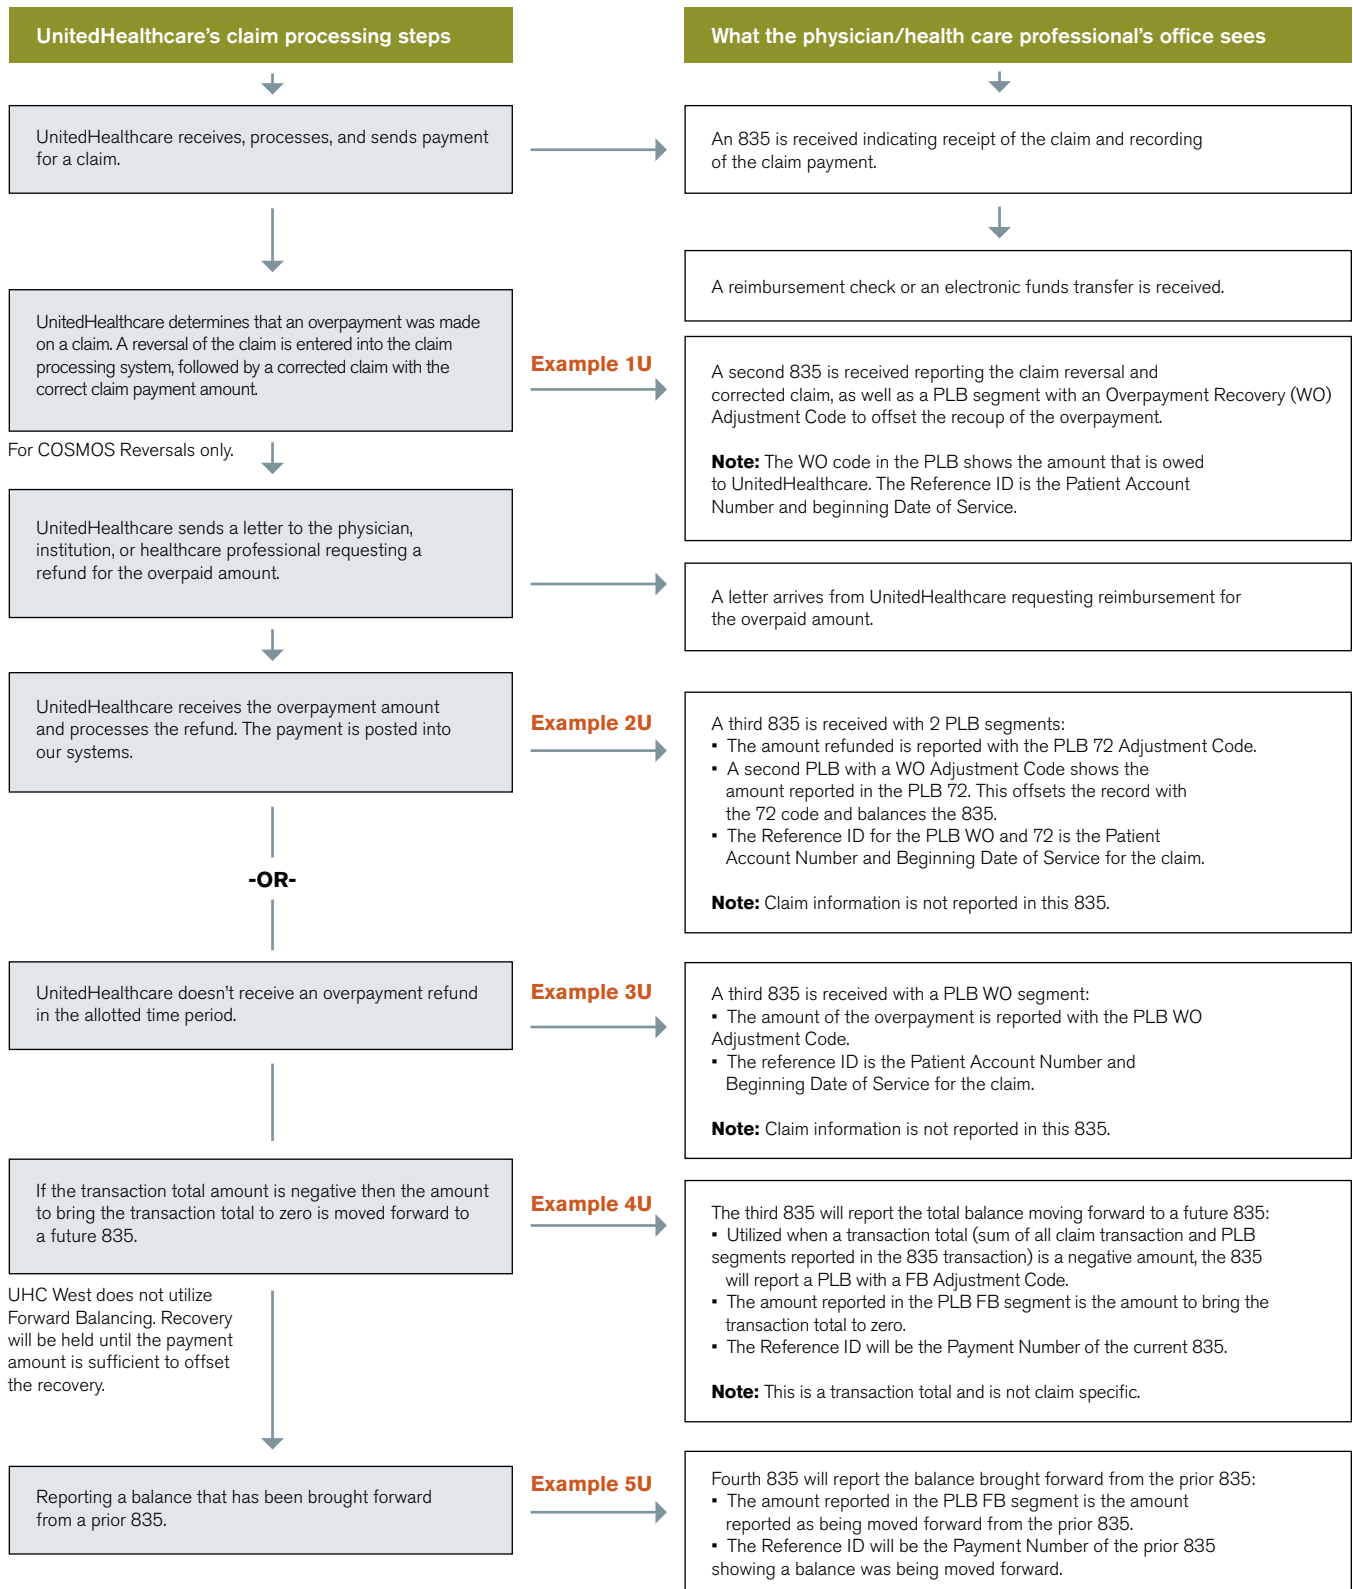 UnitedHealthcare's claim processing steps
What the physician/health care professional's office sees
UnitedHealthcare receives, processes, and sends payment
for a claim.
An 835 is received indicating receipt of the claim and recording
of the claim payment.
A reimbursement check or an electronic funds transfer is received.
UnitedHealthcare determines that an overpayment was made
on a claim. A reversal of the claim is entered into the claim
processing system, followed by a corrected claim with the
correct claim payment amount.
Example 1U
A second 835 is received reporting the claim reversal and
corrected claim, as well as a PLB segment with an Overpayment Recovery (WO)
Adjustment Code to offset the recoup of the overpayment.
Note: The WO code in the PLB shows the amount that is owed
to UnitedHealthcare. The Reference ID is the Patient Account
Number and beginning Date of Service.
For COSMOS Reversals only.
UnitedHealthcare sends a letter to the physician,
institution, or healthcare professional requesting a
refund for the overpaid amount.
A letter arrives from UnitedHealthcare requesting reimbursement for
the overpaid amount.
UnitedHealthcare receives the overpayment amount
and processes the refund. The payment is posted into
our systems.
Example 2U
A third 835 is received with 2 PLB segments:
▪ The amount refunded is reported with the PLB 72 Adjustment Code.
▪ A second PLB with a WO Adjustment Code shows the
amount reported in the PLB 72. This offsets the record with
the 72 code and balances the 835.
▪ The Reference ID for the PLB WO and 72 is the Patient
Account Number and Beginning Date of Service for the claim.
Note: Claim information is not reported in this 835.
-OR-
UnitedHealthcare doesn't receive an overpayment refund
in the allotted time period.
Example 3U
A third 835 is received with a PLB WO segment:
▪ The amount of the overpayment is reported with the PLB WO
Adjustment Code.
▪ The reference ID is the Patient Account Number and
Beginning Date of Service for the claim.
Note: Claim information is not reported in this 835.
If the transaction total amount is negative then the amount
to bring the transaction total to zero is moved forward to
a future 835.
Example 4U
The third 835 will report the total balance moving forward to a future 835:
▪ Utilized when a transaction total (sum of all claim transaction and PLB
segments reported in the 835 transaction) is a negative amount, the 835
will report a PLB with a FB Adjustment Code.
▪ The amount reported in the PLB FB segment is the amount to bring the
transaction total to zero.
▪ The Reference ID will be the Payment Number of the current 835.
Note: This is a transaction total and is not claim specific.
UHC West does not utilize
Forward Balancing. Recovery
will be held until the payment
amount is sufficient to offset
the recovery.
Reporting a balance that has been brought forward
from a prior 835.
Example 5U
Fourth 835 will report the balance brought forward from the prior 835:
▪ The amount reported in the PLB FB segment is the amount
reported as being moved forward from the prior 835.
▪ The Reference ID will be the Payment Number of the prior 835
showing a balance was being moved forward.